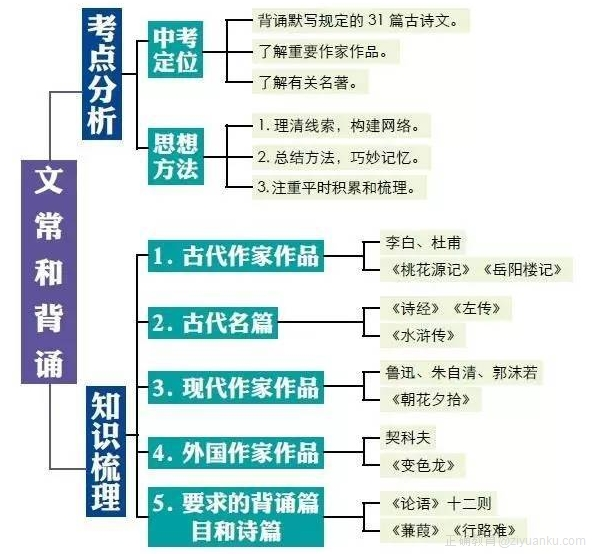 文常和背诵
考点分析
中考
定位
背诵默写规定的 31 篇古诗文。
了解重要作家作品。
了解有关名著。
思想
方法
1. 理清线索，构建网络。
2. 总结方法，巧妙记忆。
3.注重平时积累和梳理。
知识梳理
1. 古代作家作品
李白、杜甫
《桃花源记》《岳阳楼记》
2. 古代名篇
《诗经》《左传》
《水浒传》
3. 现代作家作品
鲁迅、朱自清、郭沫若
《朝花夕拾》
4. 外国作家作品
契科夫
《变色龙》
5. 要求的背诵篇
目和诗篇
《论语》十二则
《蒹葭》《行路难》
正确教育@ziyuanku.com